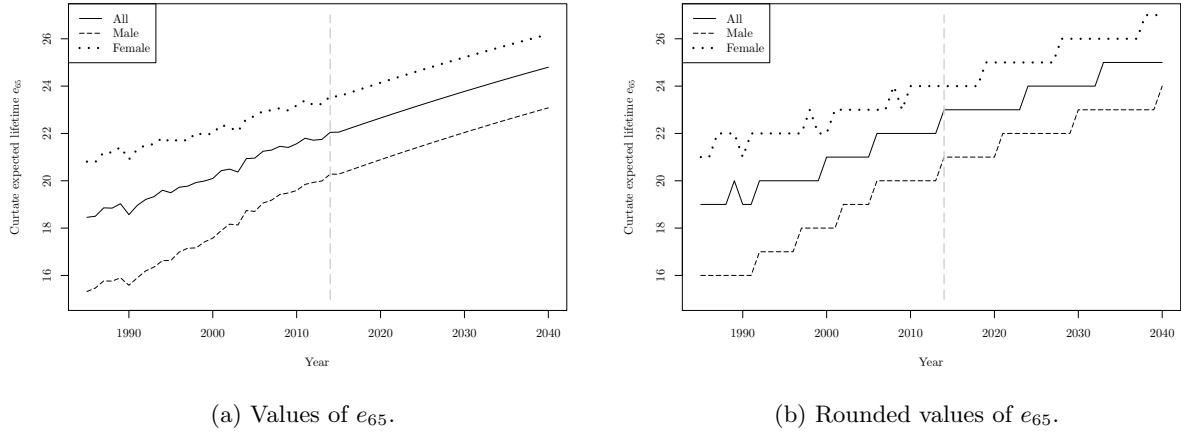 All
Male
Female
Curtate expected lifetime e₆₅
26
24
22
20
18
16
1990 2000 2010 2020 2030 2040
Year
(a) Values of e₆₅.
All
Male
Female
Curtate expected lifetime e₆₅
26
24
22
20
18
16
1990 2000 2010 2020 2030 2040
Year
(b) Rounded values of e₆₅.